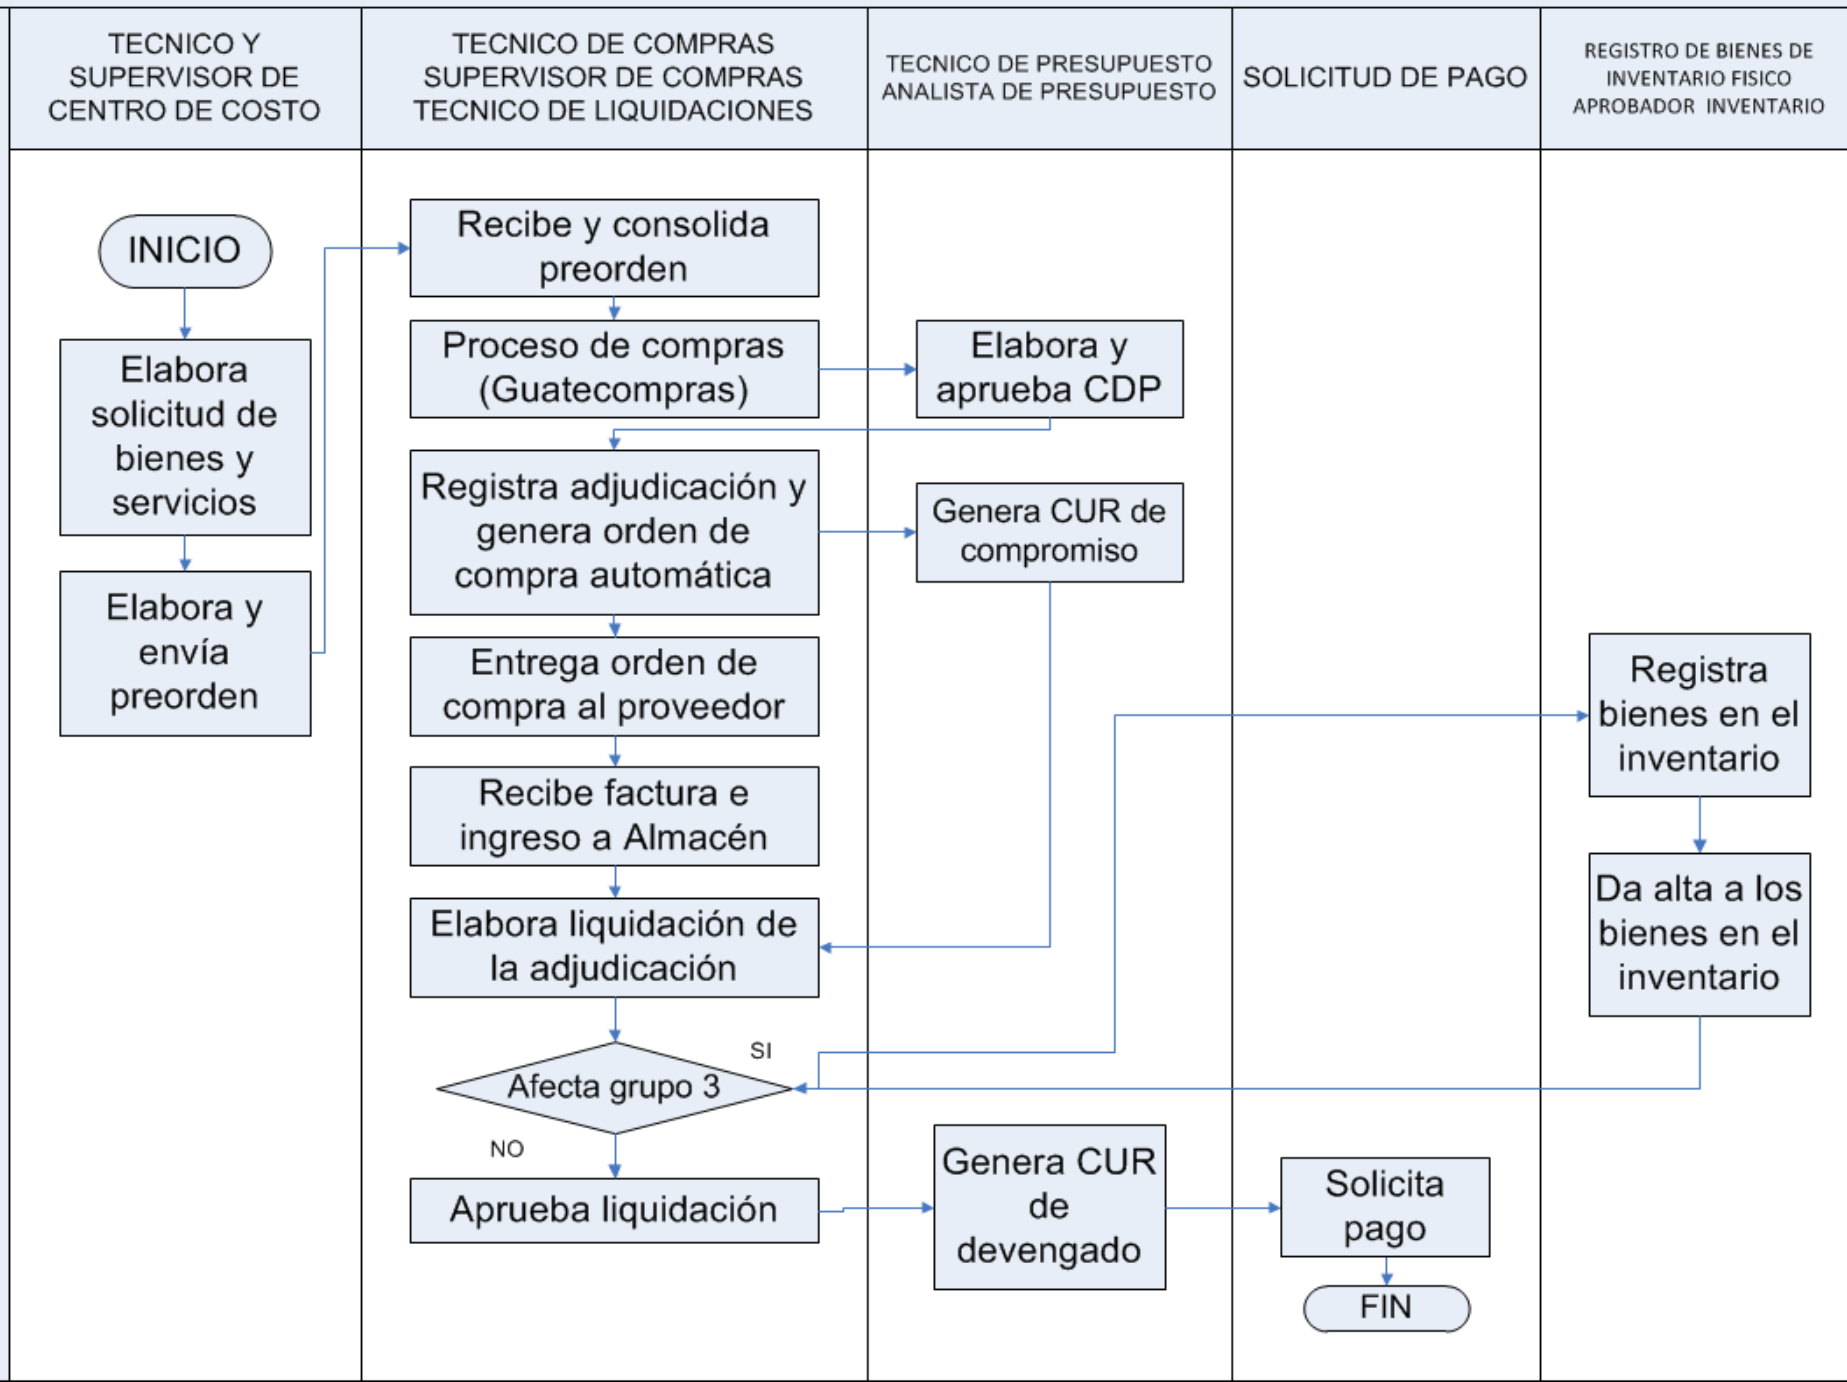 TECNICO Y
SUPERVISOR DE
CENTRO DE COSTO
TECNICO DE COMPRAS
SUPERVISOR DE COMPRAS
TECNICO DE LIQUIDACIONES
TECNICO DE PRESUPUESTO
ANALISTA DE PRESUPUESTO
SOLICITUD DE PAGO
REGISTRO DE BIENES DE
INVENTARIO FISICO
APROBADOR INVENTARIO
INICIO
Elabora
solicitud de
bienes y
servicios
Elabora y
envía
preorden
Recibe y consolida
preorden
Proceso de compras
(Guatecompras)
Elabora y
aprueba CDP
Registra adjudicación y
genera orden de
compra automática
Genera CUR de
compromiso
Entrega orden de
compra al proveedor
Recibe factura e
ingreso a Almacén
Elabora liquidación de
la adjudicación
Afecta grupo 3
SI
NO
Registra
bienes en el
inventario
Da alta a los
bienes en el
inventario
Aprueba liquidación
Genera CUR
de
devengado
Solicita
pago
FIN